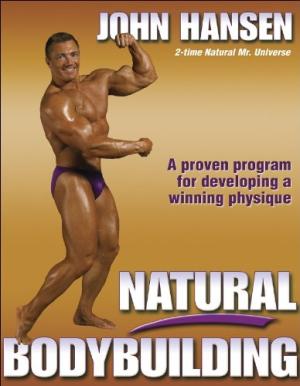 JOHN HANSEN
2-time Natural Mr. Universe
A proven program
for developing a
winning physique
NATURAL
BODYBUILDING